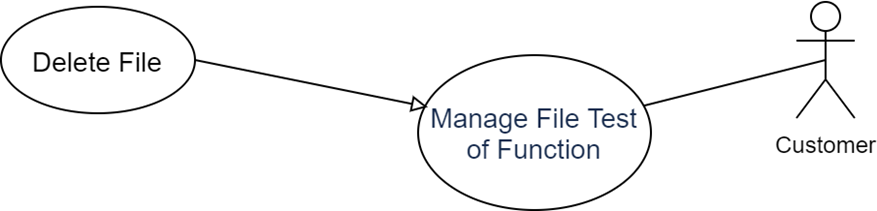 Delete File
Manage File Test
of Function
Customer